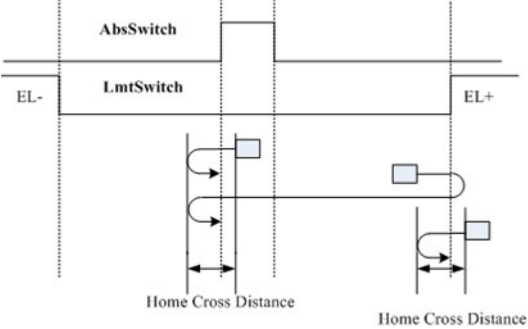 AbsSwitch
LmtSwitch
EL-
EL+
Home Cross Distance
Home Cross Distance